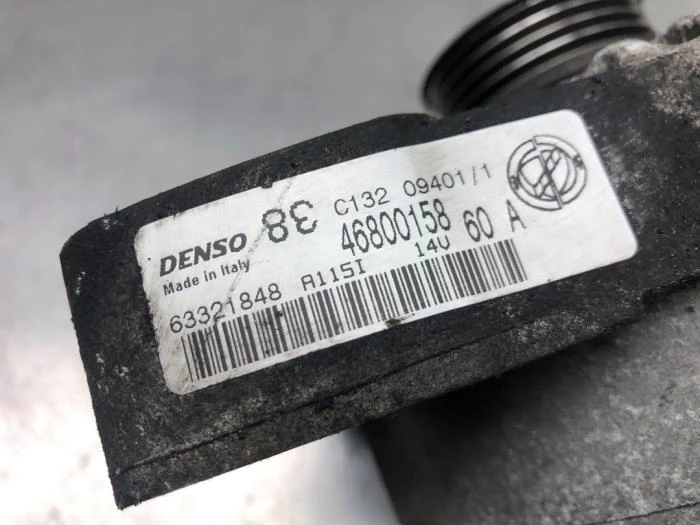 DENSO 8E C132 09401/1
Made in Italy 46800158 60 A
63321848 A115I 14V